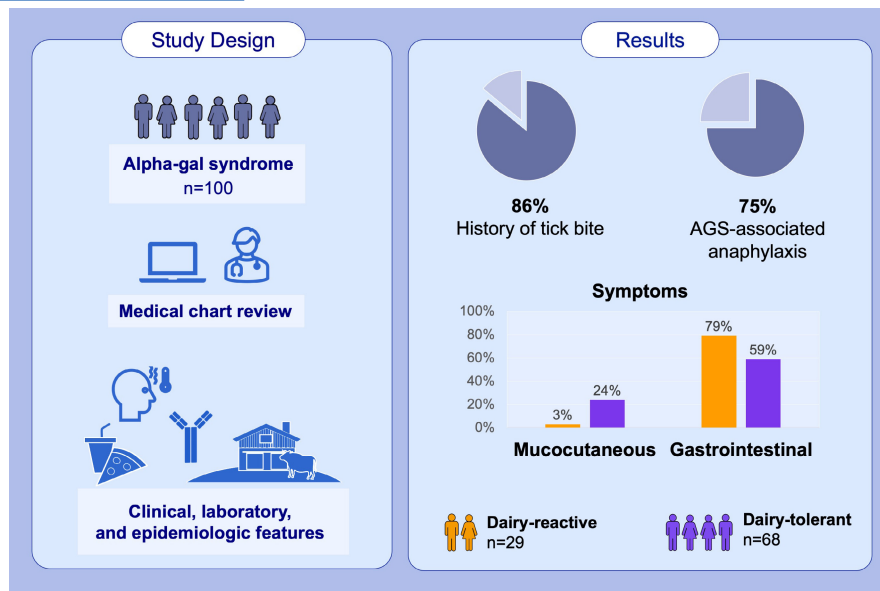 Study Design
Alpha-gal syndrome
n=100
Medical chart review
Clinical, laboratory,
and epidemiologic features
Results
86%
History of tick bite
75%
AGS-associated
anaphylaxis
Symptoms
100%
80%
60%
40%
20%
0%
3%
24%
79%
59%
Mucocutaneous
Gastrointestinal
Dairy-reactive
n=29
Dairy-tolerant
n=68